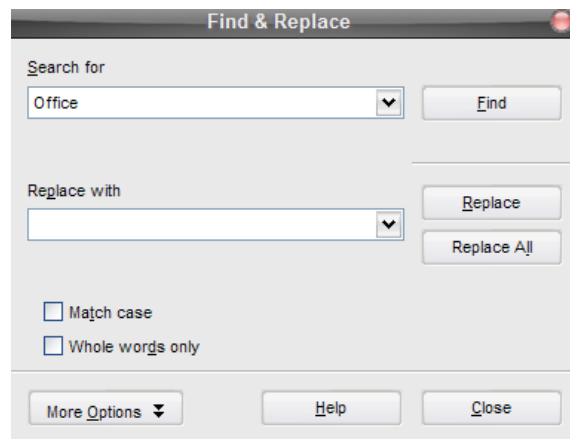 Find & Replace
Search for
Office
Find
Replace with
Replace
Replace All
Match case
Whole words only
More Options
Help
Close